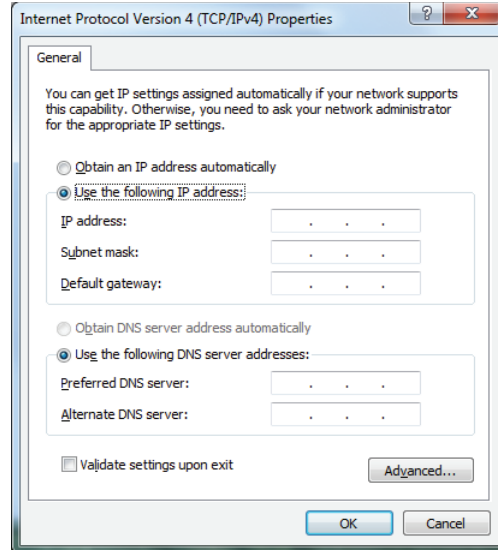 Internet Protocol Version 4 (TCP/IPv4) Properties
General
You can get IP settings assigned automatically if your network supports
this capability. Otherwise, you need to ask your network administrator
for the appropriate IP settings.
Obtain an IP address automatically
Use the following IP address:
IP address:
Subnet mask:
Default gateway:
Obtain DNS server address automatically
Use the following DNS server addresses:
Preferred DNS server:
Alternate DNS server:
Validate settings upon exit
Advanced...
OK Cancel